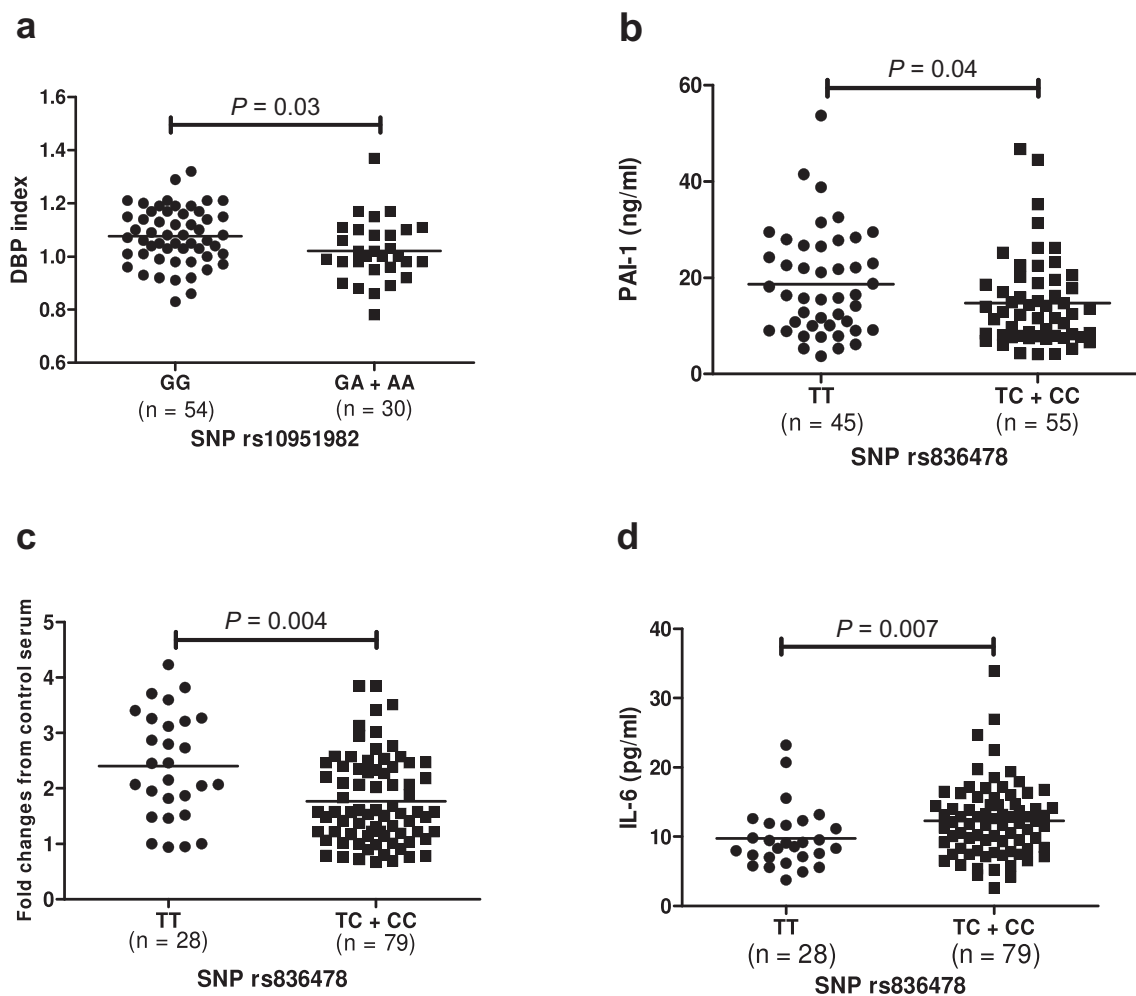 a
P = 0.03
DBP index
1.6
1.4
1.2
1.0
0.8
0.6
GG
GA + AA
(n = 54)
(n = 30)
SNP rs10951982
b
P = 0.04
PAI-1 (ng/ml)
60
40
20
0
TT
TC + CC
(n = 45)
(n = 55)
SNP rs836478
c
P = 0.004
Fold changes from control serum
5
4
3
2
1
0
TT
TC + CC
(n = 28)
(n = 79)
SNP rs836478
d
P = 0.007
IL-6 (pg/ml)
40
30
20
10
0
TT
TC + CC
(n = 28)
(n = 79)
SNP rs836478